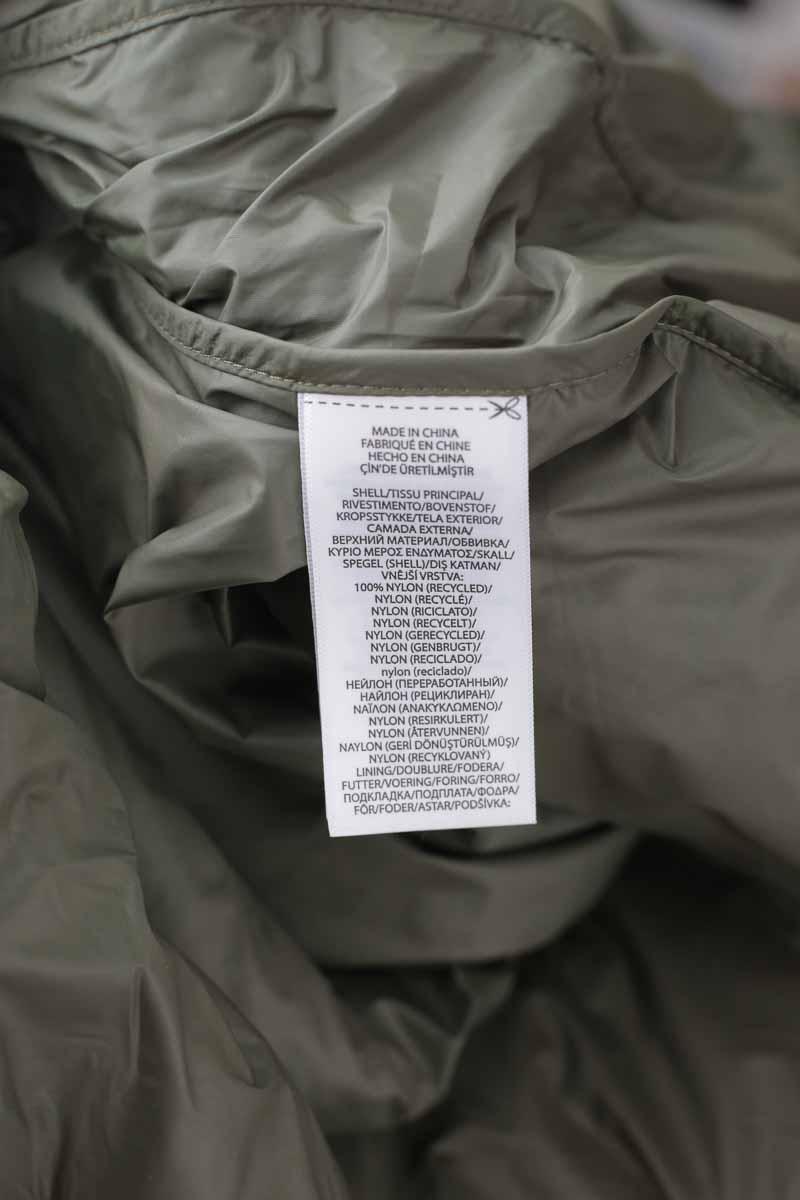 MADE IN CHINA
FABRIQUÉ EN CHINE
HECHO EN CHINA
ÇİN'DE ÜRETİLMİŞTİR
SHELL/TISSU PRINCIPAL/
RIVESTIMENTO/BOVENSTOF/
KROPSSTYKKE/TELA EXTERIOR/
CAMADA EXTERNA/
ВЕРХНИЙ МАТЕРИАЛ/ОБВИВКА/
ΚΥΡΙΟ ΜΕΡΟΣ ΕΝΔΥΜΑΤΟΣ/SKALL/
SPEGEL (SHELL)/DIŞ KATMAN/
VNĚJŠÍ VRSTVA:
100% NYLON (RECYCLED)/
NYLON (RECYCLÉ)/
NYLON (RICICLATO)/
NYLON (RECYCELT)/
NYLON (GERECYCLED)/
NYLON (GENBRUGT)/
NYLON (RECICLADO)/
nylon (reciclado)/
НЕЙЛОН (ПЕРЕРАБОТАННЫЙ)/
НАЙЛОН (РЕЦИКЛИРАН)/
ΝΑΪΛΟΝ (ΑΝΑΚΥΚΛΩΜΕΝΟ)/
NYLON (RESIRKULERT)/
NYLON (ÅTERVUNNEN)/
NAYLON (GERİ DÖNÜŞTÜRÜLMÜŞ)/
NYLON (RECYKLOVANÝ)
LINING/DOUBLURE/FODERA/
FUTTER/VOERING/FORING/FORRO/
ПОДКЛАДКА/ПОДПЛАТА/ΦΟΔΡΑ/
FÔR/FODER/ASTAR/PODŠÍVKA: